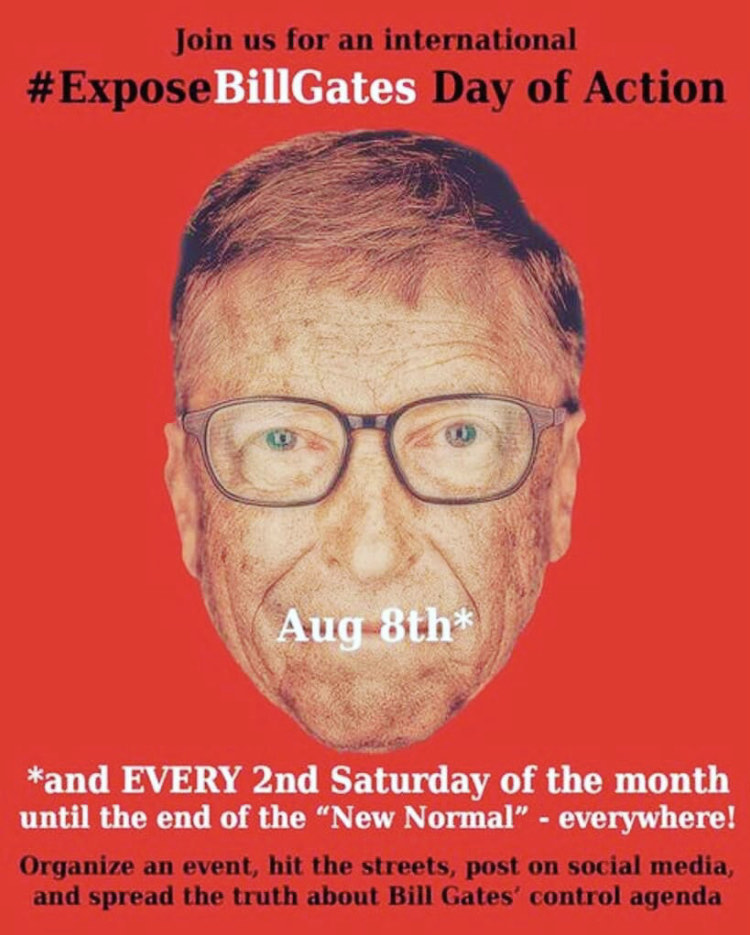 Join us for an international
#ExposeBillGates Day of Action
Aug 8th*
*and EVERY 2nd Saturday of the month
until the end of the “New Normal” - everywhere!
Organize an event, hit the streets, post on social media,
and spread the truth about Bill Gates’ control agenda